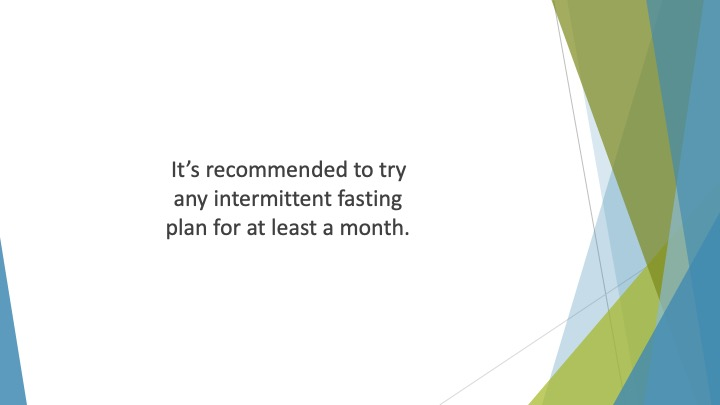 It’s recommended to try
any intermittent fasting
plan for at least a month.